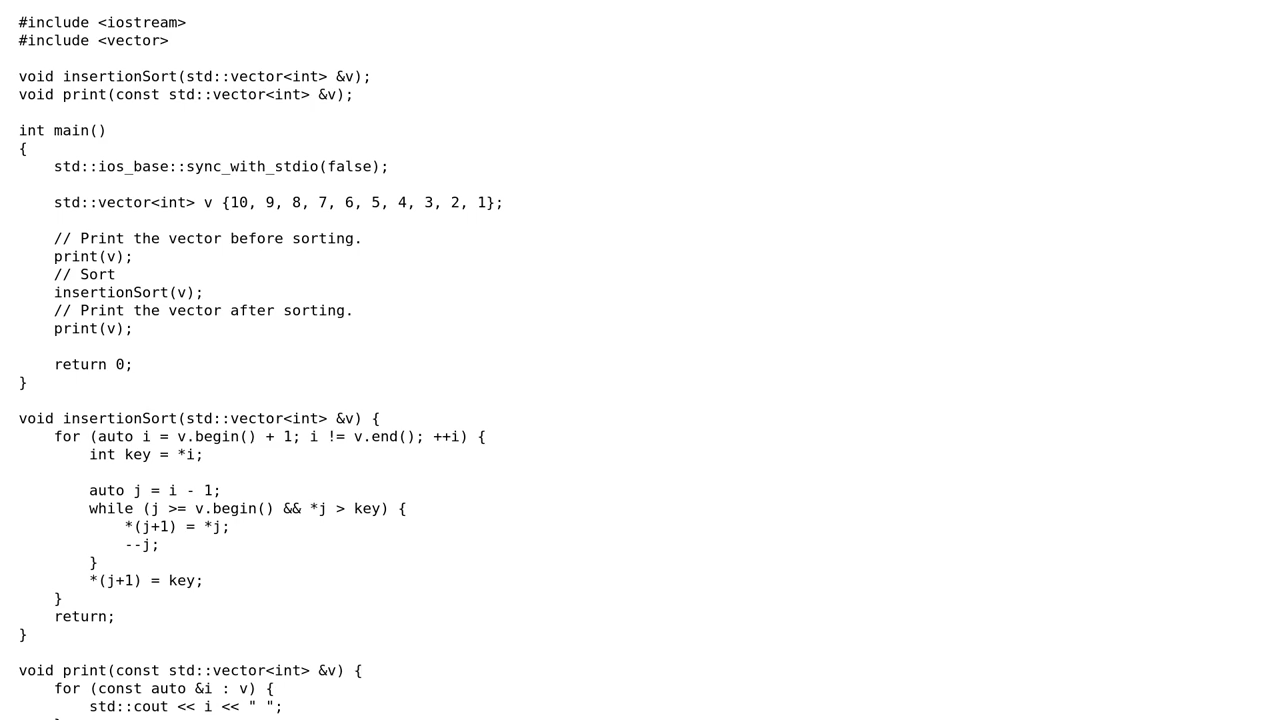 #include <iostream>
#include <vector>

void insertionSort(std::vector<int> &v);
void print(const std::vector<int> &v);

int main()
{
    std::ios_base::sync_with_stdio(false);

    std::vector<int> v {10, 9, 8, 7, 6, 5, 4, 3, 2, 1};

    // Print the vector before sorting.
    print(v);
    // Sort
    insertionSort(v);
    // Print the vector after sorting.
    print(v);

    return 0;
}

void insertionSort(std::vector<int> &v) {
    for (auto i = v.begin() + 1; i != v.end(); ++i) {
        int key = *i;

        auto j = i - 1;
        while (j >= v.begin() && *j > key) {
            *(j+1) = *j;
            --j;
        }
        *(j+1) = key;
    }
    return;
}

void print(const std::vector<int> &v) {
    for (const auto &i : v) {
        std::cout << i << " ";